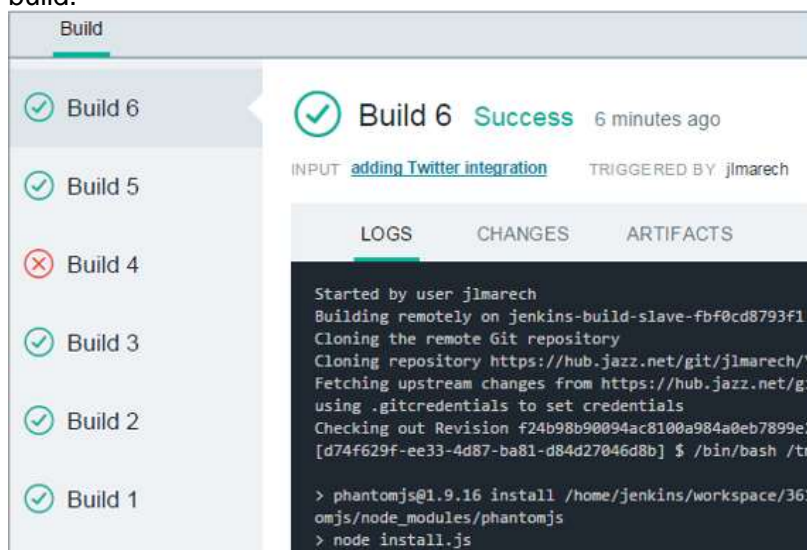 build.
Build
Build 6
Build 5
Build 4
Build 3
Build 2
Build 1
Build 6 Success 6 minutes ago
INPUT adding Twitter integration TRIGGERED BY jlmarech
LOGS CHANGES ARTIFACTS
Started by user jlmarech
Building remotely on jenkins-build-slave-fbf0cd8793f1
Cloning the remote Git repository
Cloning repository https://hub.jazz.net/git/jlmarech/
Fetching upstream changes from https://hub.jazz.net/g
using .gitcredentials to set credentials
Checking out Revision f24b98b90094ac8100a984a0eb7899e
[d74f629f-ee33-4d87-ba81-d84d27046d8b] $ /bin/bash /t
> phantomjs@1.9.16 install /home/jenkins/workspace/36
omjs/node_modules/phantomjs
> node install.js